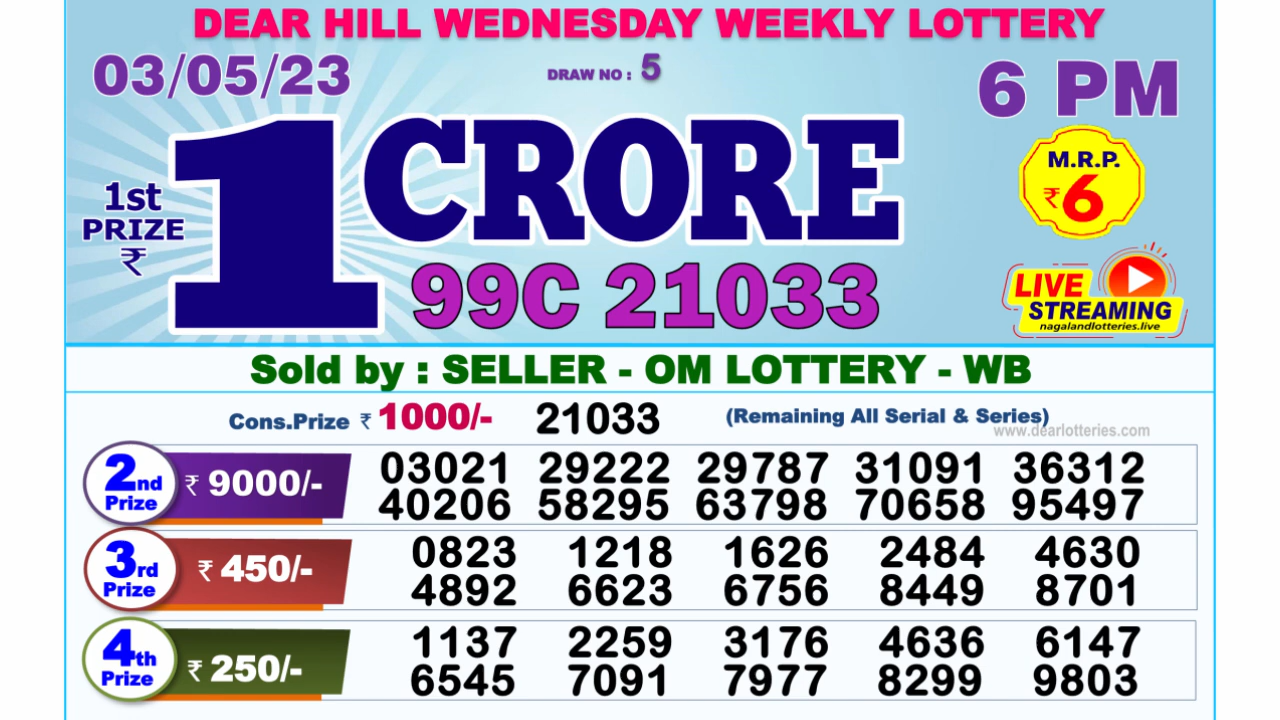 DEAR HILL WEDNESDAY WEEKLY LOTTERY
03/05/23
DRAW NO : 5
6 PM
1st
PRIZE
₹
1 CRORE
M.R.P.
₹6
99C 21033
LIVE
STREAMING
nagalandlotteries.live
Sold by : SELLER - OM LOTTERY - WB
Cons.Prize ₹ 1000/- 21033 (Remaining All Serial & Series)
www.dearlotteries.com
2nd Prize ₹ 9000/-
03021 29222 29787 31091 36312
40206 58295 63798 70658 95497
3rd Prize ₹ 450/-
0823 1218 1626 2484 4630
4892 6623 6756 8449 8701
4th Prize ₹ 250/-
1137 2259 3176 4636 6147
6545 7091 7977 8299 9803